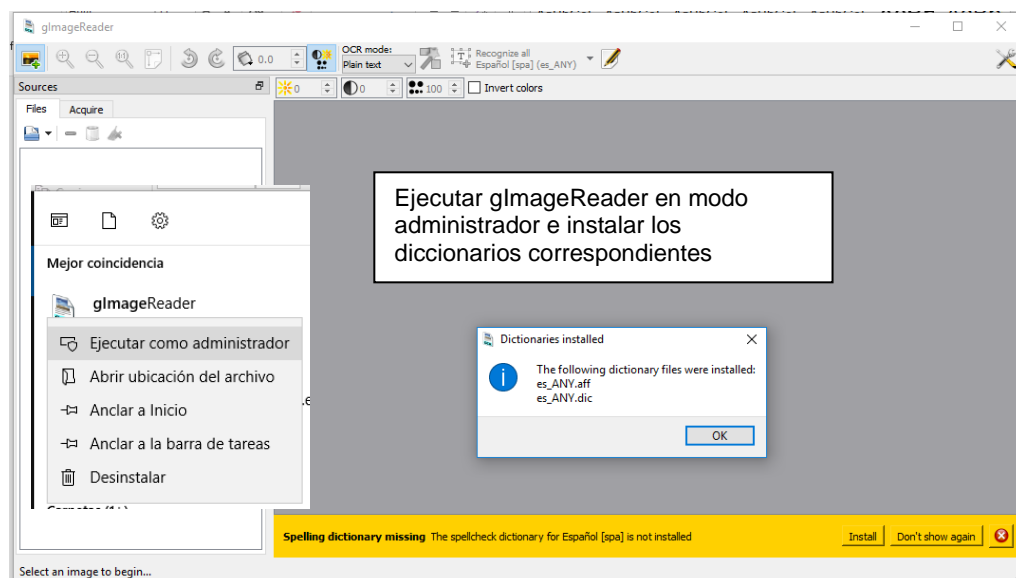 gImageReader
0.0
OCR mode:
Plain text
Recognize all
Español [spa] (es_ANY)
Sources
0
0
100
Invert colors
Files
Acquire
Mejor coincidencia
gImageReader
Ejecutar como administrador
Abrir ubicación del archivo
Anclar a Inicio
Anclar a la barra de tareas
Desinstalar
Ejecutar gImageReader en modo
administrador e instalar los
diccionarios correspondientes
Dictionaries installed
The following dictionary files were installed:
es_ANY.aff
es_ANY.dic
OK
Spelling dictionary missing The spellcheck dictionary for Español [spa] is not installed
Install
Don't show again
Select an image to begin...